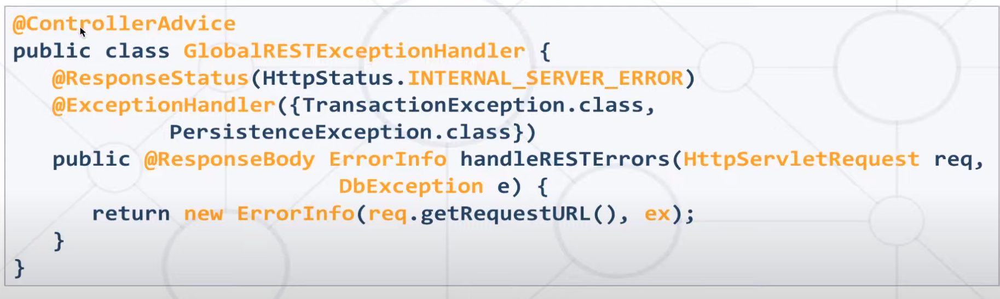 @ControllerAdvice
public class GlobalRESTExceptionHandler {
@ResponseStatus(HttpStatus.INTERNAL_SERVER_ERROR)
@ExceptionHandler({TransactionException.class,
PersistenceException.class})
public @ResponseBody ErrorInfo handleRESTErrors(HttpServletRequest req,
DbException e) {
return new ErrorInfo(req.getRequestURL(), ex);
}
}